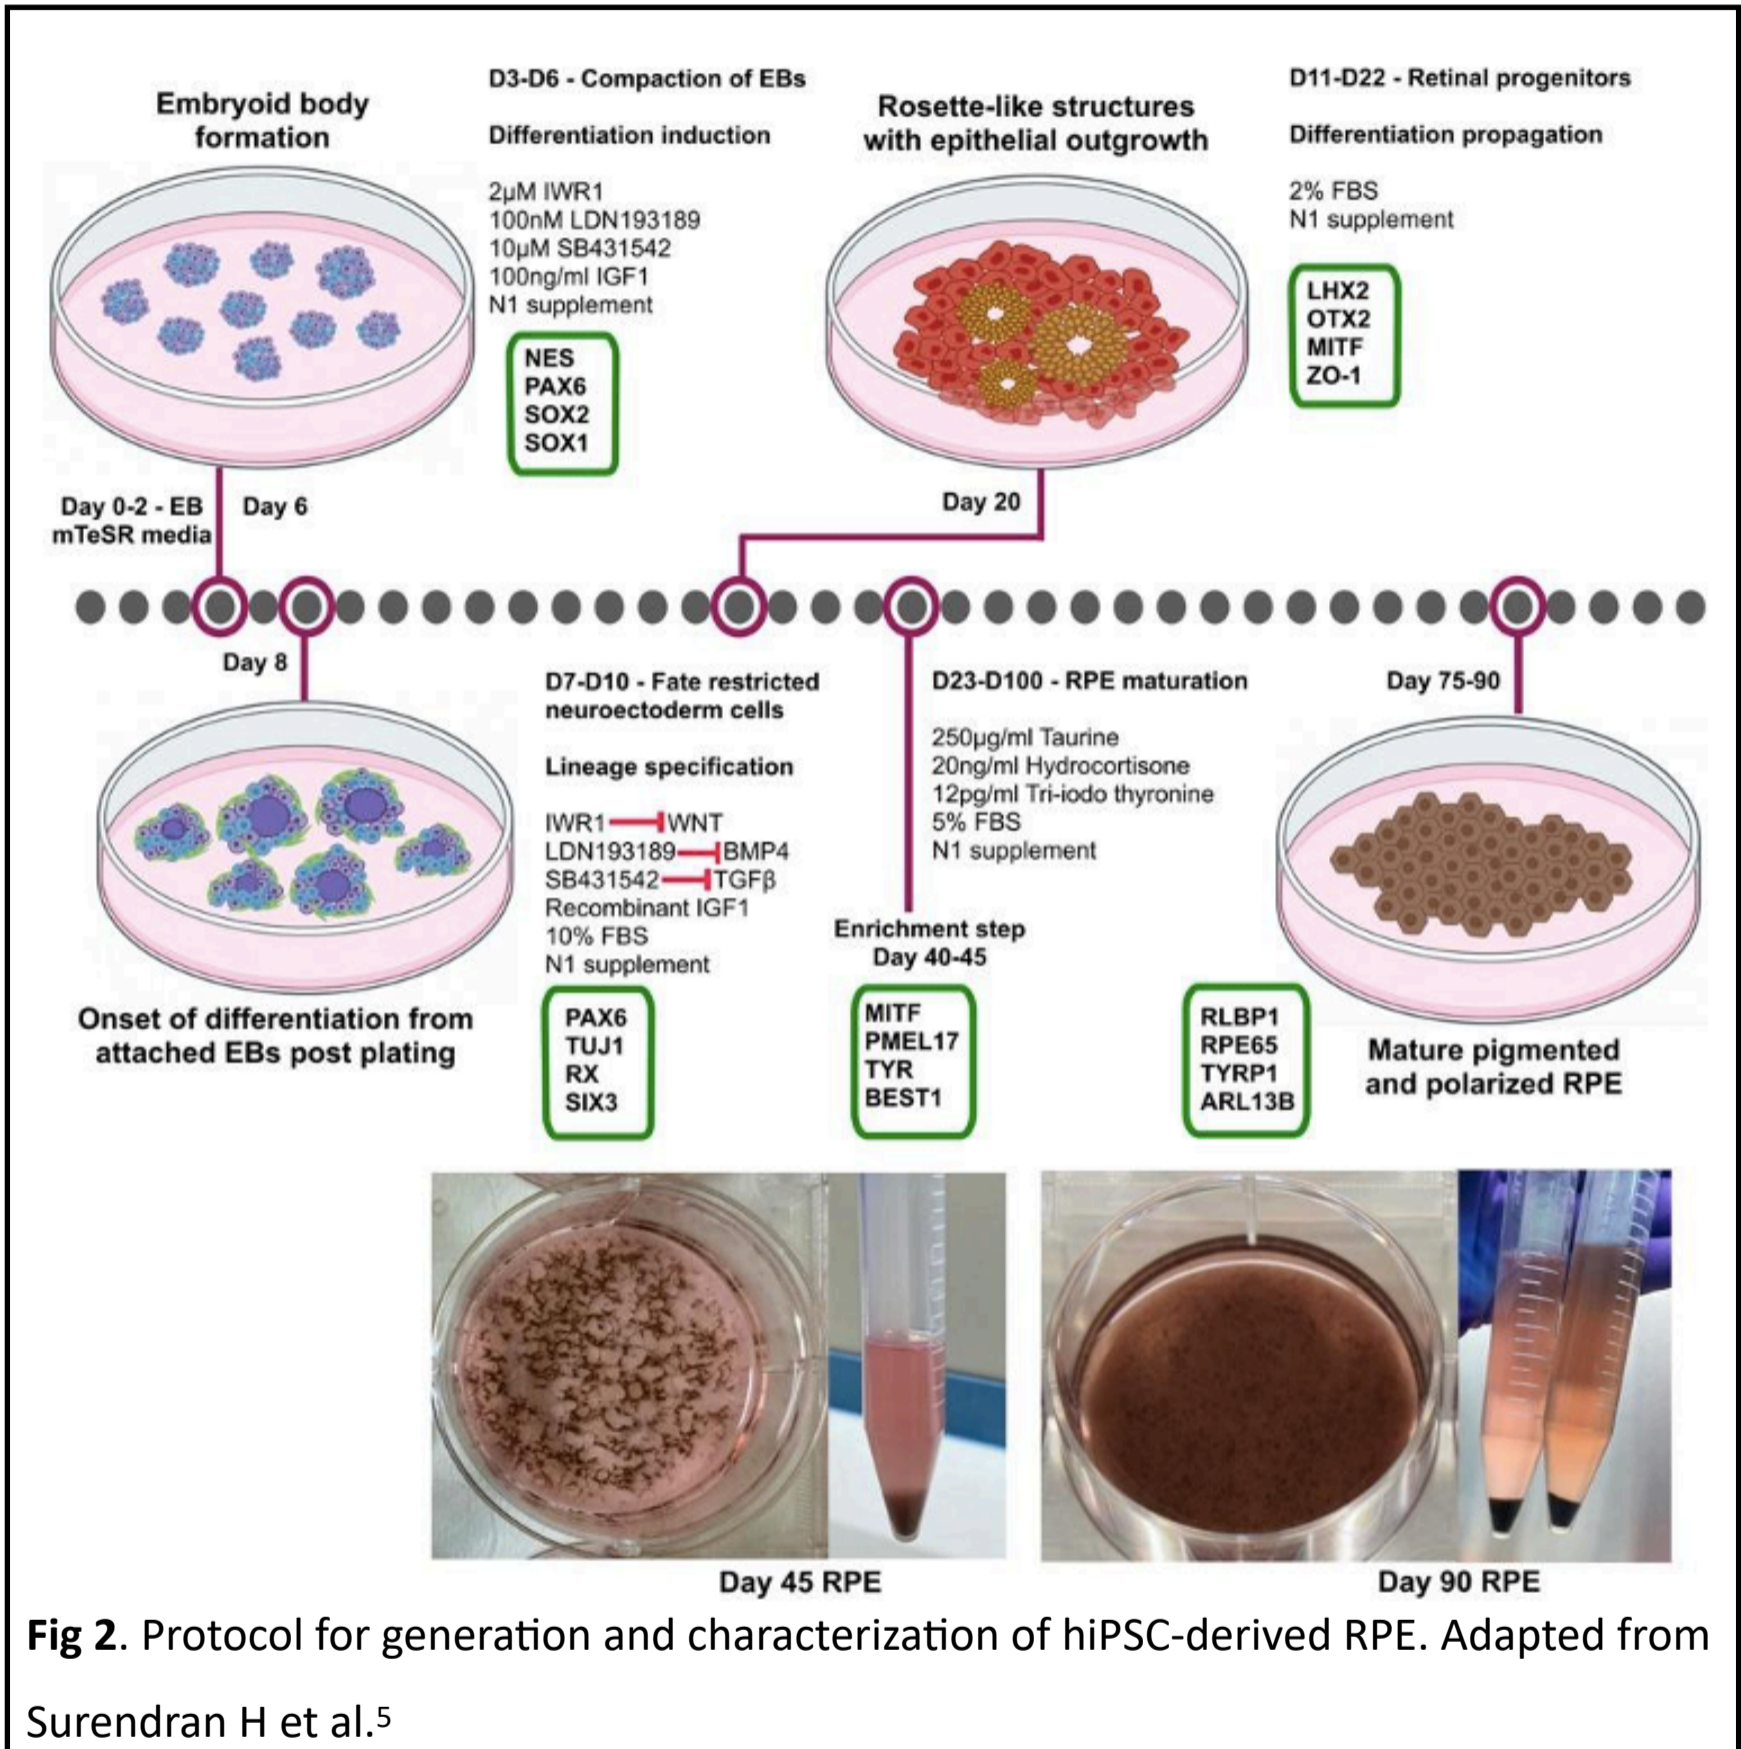 Embryoid body
formation
D3-D6 - Compaction of EBs
Differentiation induction
2µM IWR1
100nM LDN193189
10µM SB431542
100ng/ml IGF1
N1 supplement
NES
PAX6
SOX2
SOX1
Rosette-like structures
with epithelial outgrowth
D11-D22 - Retinal progenitors
Differentiation propagation
2% FBS
N1 supplement
LHX2
OTX2
MITF
ZO-1
Day 0-2 - EB
mTeSR media
Day 6
Day 20
Day 8
D7-D10 - Fate restricted
neuroectoderm cells
Lineage specification
IWR1 WNT
LDN193189 BMP4
SB431542 TGFβ
Recombinant IGF1
10% FBS
N1 supplement
PAX6
TUJ1
RX
SIX3
Onset of differentiation from
attached EBs post plating
D23-D100 - RPE maturation
250µg/ml Taurine
20ng/ml Hydrocortisone
12pg/ml Tri-iodo thyronine
5% FBS
N1 supplement
Enrichment step
Day 40-45
MITF
PMEL17
TYR
BEST1
Day 75-90
RLBP1
RPE65
TYRP1
ARL13B
Mature pigmented
and polarized RPE
Day 45 RPE
Day 90 RPE
Fig 2. Protocol for generation and characterization of hiPSC-derived RPE. Adapted from
Surendran H et al.5